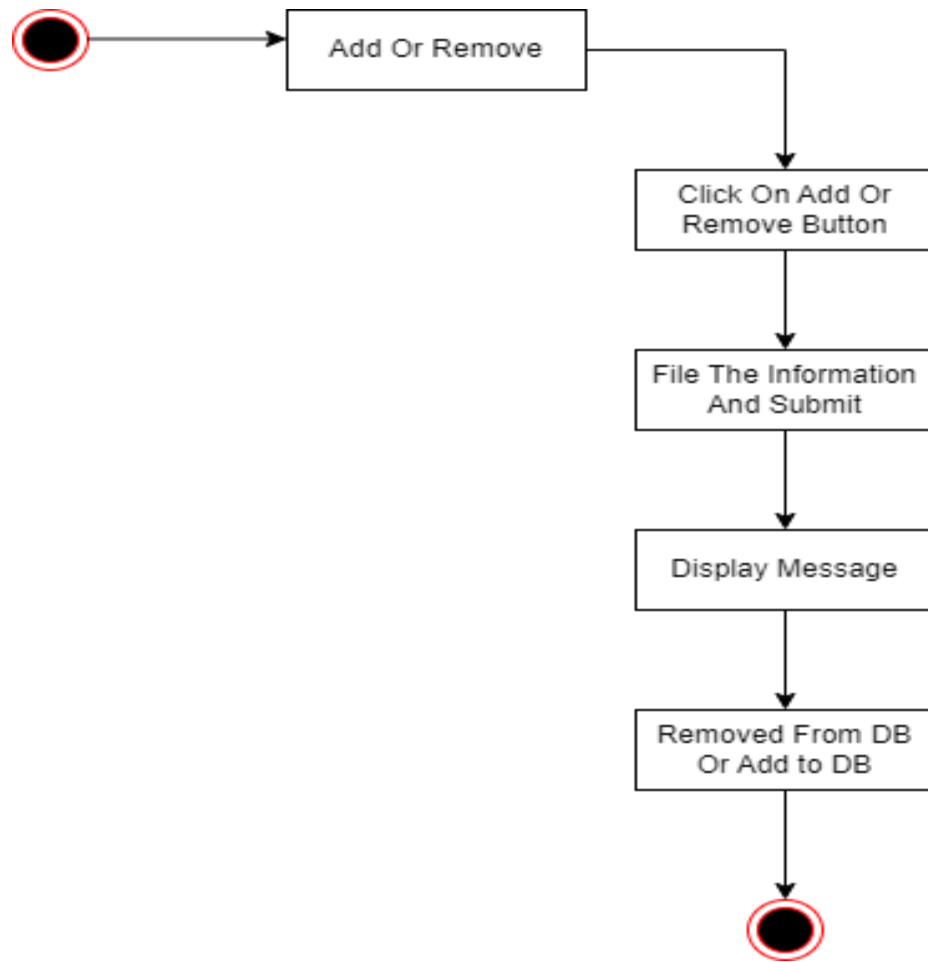 Add Or Remove
Click On Add Or
Remove Button
File The Information
And Submit
Display Message
Removed From DB
Or Add to DB